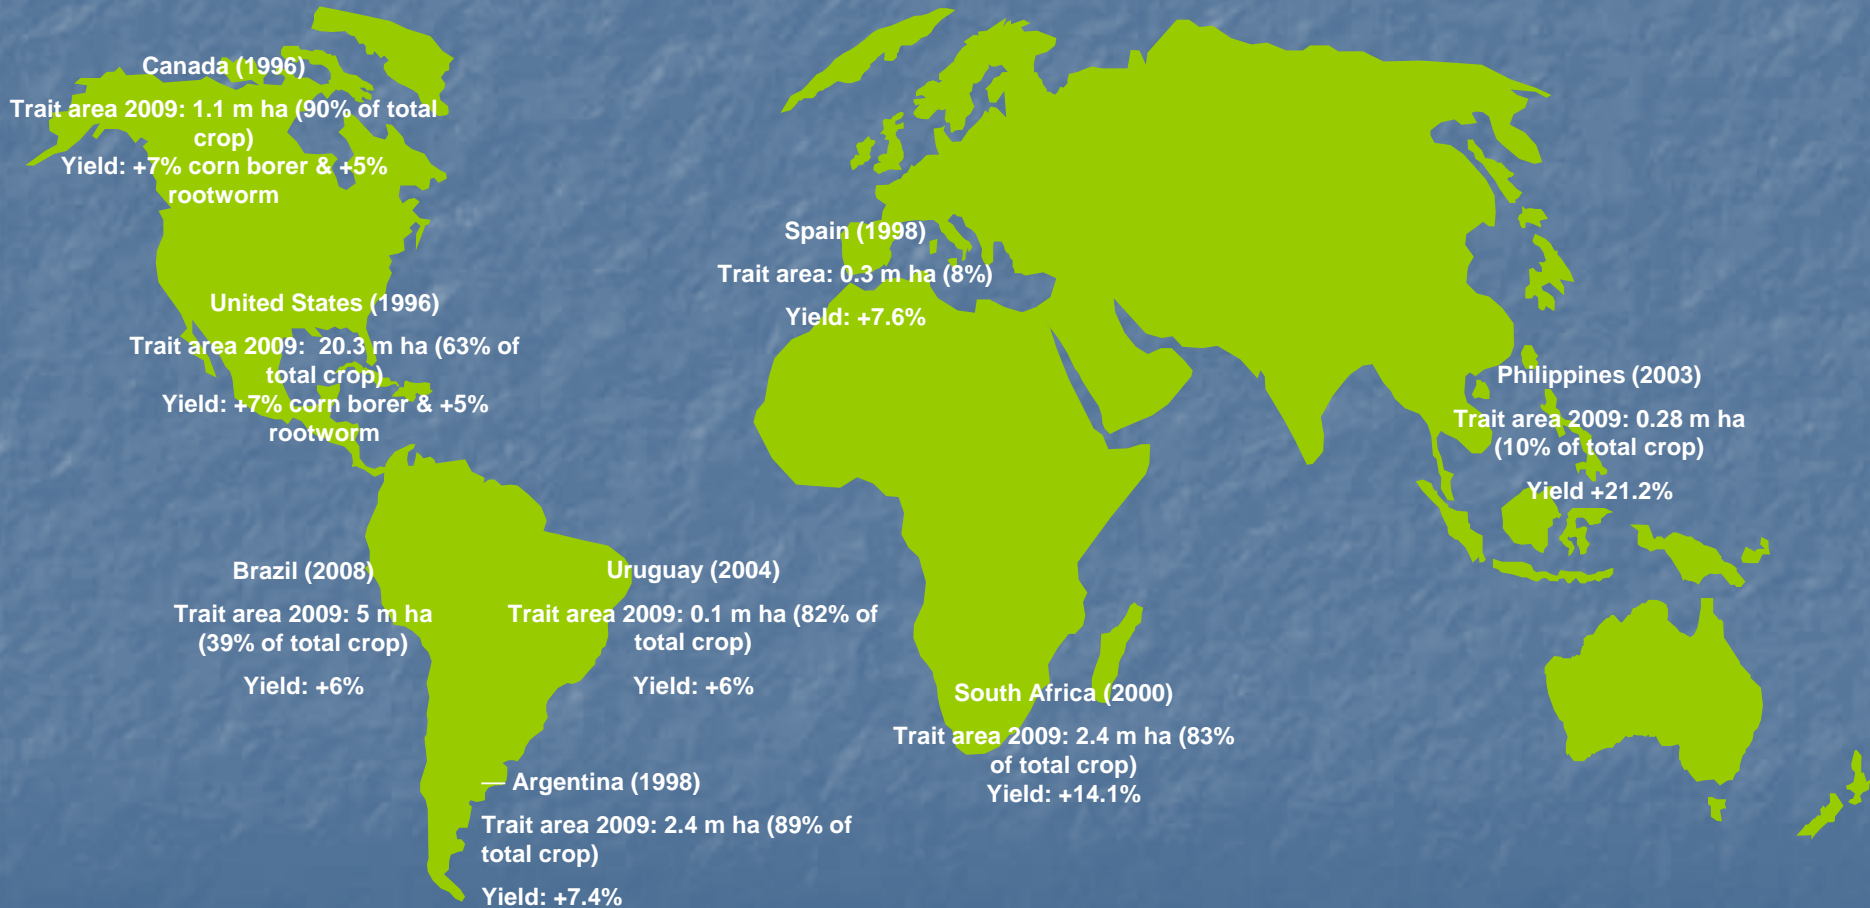 Canada (1996)
Trait area 2009: 1.1 m ha (90% of total
crop)
Yield: +7% corn borer & +5%
rootworm
United States (1996)
Trait area 2009:  20.3 m ha (63% of
total crop)
Yield: +7% corn borer & +5%
rootworm
Spain (1998)
Trait area: 0.3 m ha (8%)
Yield: +7.6%
Philippines (2003)
Trait area 2009: 0.28 m ha
(10% of total crop)
Yield +21.2%
Brazil (2008)
Trait area 2009: 5 m ha
(39% of total crop)
Yield: +6%
Uruguay (2004)
Trait area 2009: 0.1 m ha (82% of
total crop)
Yield: +6%
South Africa (2000)
Trait area 2009: 2.4 m ha (83%
of total crop)
Yield: +14.1%
Argentina (1998)
Trait area 2009: 2.4 m ha (89% of
total crop)
Yield: +7.4%